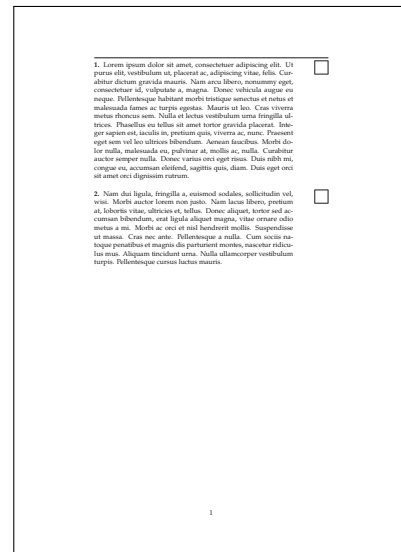 1. Lorem ipsum dolor sit amet, consectetuer adipiscing elit. Ut
purus elit, vestibulum ut, placerat ac, adipiscing vitae, felis. Cur-
abitur dictum gravida mauris. Nam arcu libero, nonummy eget,
consectetuer id, vulputate a, magna. Donec vehicula augue eu
neque. Pellentesque habitant morbi tristique senectus et netus et
malesuada fames ac turpis egestas. Mauris ut leo. Cras viverra
metus rhoncus sem. Nulla et lectus vestibulum urna fringilla ul-
trices. Phasellus eu tellus sit amet tortor gravida placerat. Inte-
ger sapien est, iaculis in, pretium quis, viverra ac, nunc. Praesent
eget sem vel leo ultrices bibendum. Aenean faucibus. Morbi do-
lor nulla, malesuada eu, pulvinar at, mollis ac, nulla. Curabitur
auctor semper nulla. Donec varius orci eget risus. Duis nibh mi,
congue eu, accumsan eleifend, sagittis quis, diam. Duis eget orci
sit amet orci dignissim rutrum.
2. Nam dui ligula, fringilla a, euismod sodales, sollicitudin vel,
wisi. Morbi auctor lorem non justo. Nam lacus libero, pretium
at, lobortis vitae, ultricies et, tellus. Donec aliquet, tortor sed ac-
cumsan bibendum, erat ligula aliquet magna, vitae ornare odio
metus a mi. Morbi ac orci et nisl hendrerit mollis. Suspendisse
ut massa. Cras nec ante. Pellentesque a nulla. Cum sociis na-
toque penatibus et magnis dis parturient montes, nascetur ridicu-
lus mus. Aliquam tincidunt urna. Nulla ullamcorper vestibulum
turpis. Pellentesque cursus luctus mauris.
1